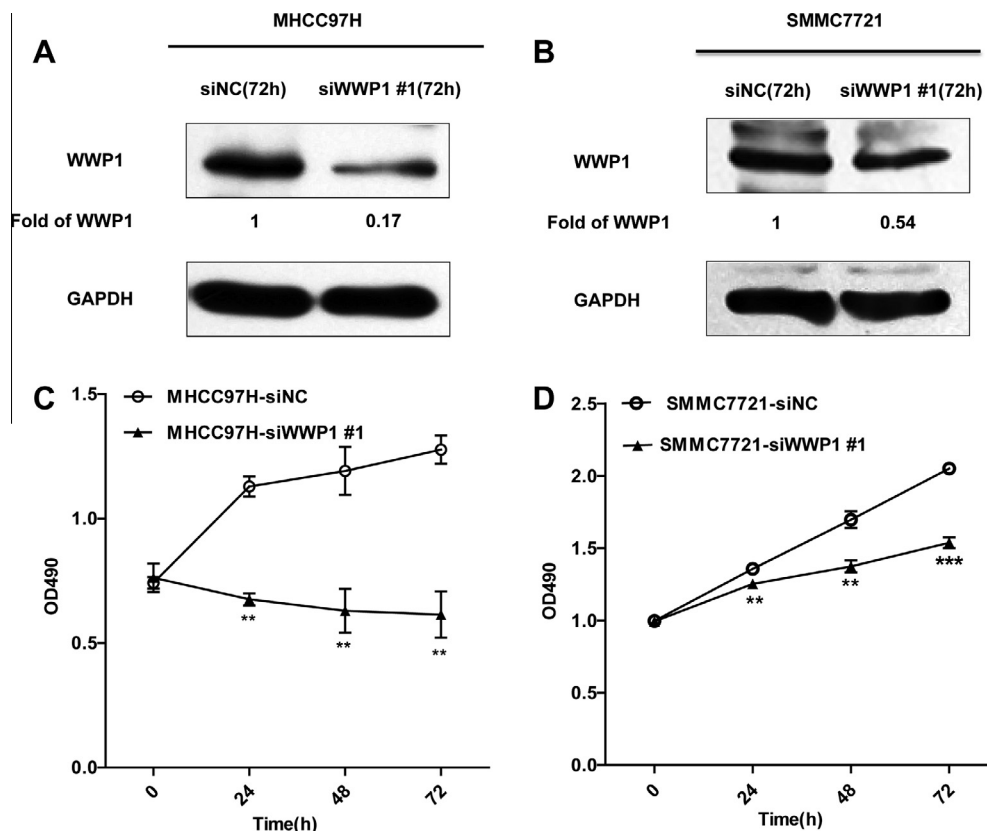 MHCC97H
A
siNC(72h) siWWP1 #1(72h)
WWP1
Fold of WWP1 1 0.17
GAPDH
SMMC7721
B
siNC(72h) siWWP1 #1(72h)
WWP1
Fold of WWP1 1 0.54
GAPDH
C
MHCC97H-siNC
MHCC97H-siWWP1 #1
1.5
1.0
0.5
0.0
OD490
** ** **
0 24 48 72
Time(h)
D
SMMC7721-siNC
SMMC7721-siWWP1 #1
2.5
2.0
1.5
1.0
0.5
0.0
OD490
** ** ***
0 24 48 72
Time(h)